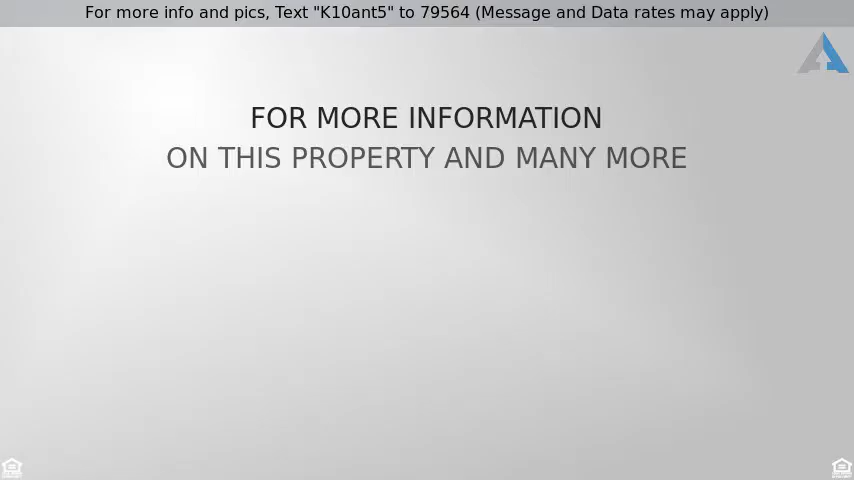 For more info and pics, Text "K10ant5" to 79564 (Message and Data rates may apply)
FOR MORE INFORMATION
ON THIS PROPERTY AND MANY MORE